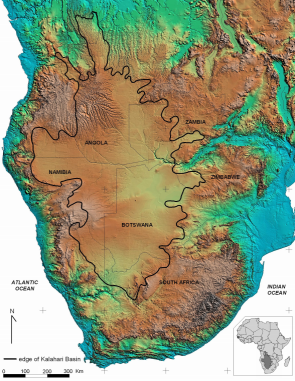 ZAMBIA
ANGOLA
NAMIBIA
ZIMBABWE
BOTSWANA
ATLANTIC
OCEAN
SOUTH AFRICA
INDIAN
OCEAN
N
edge of Kalahari Basin
0 100 200 300 Km